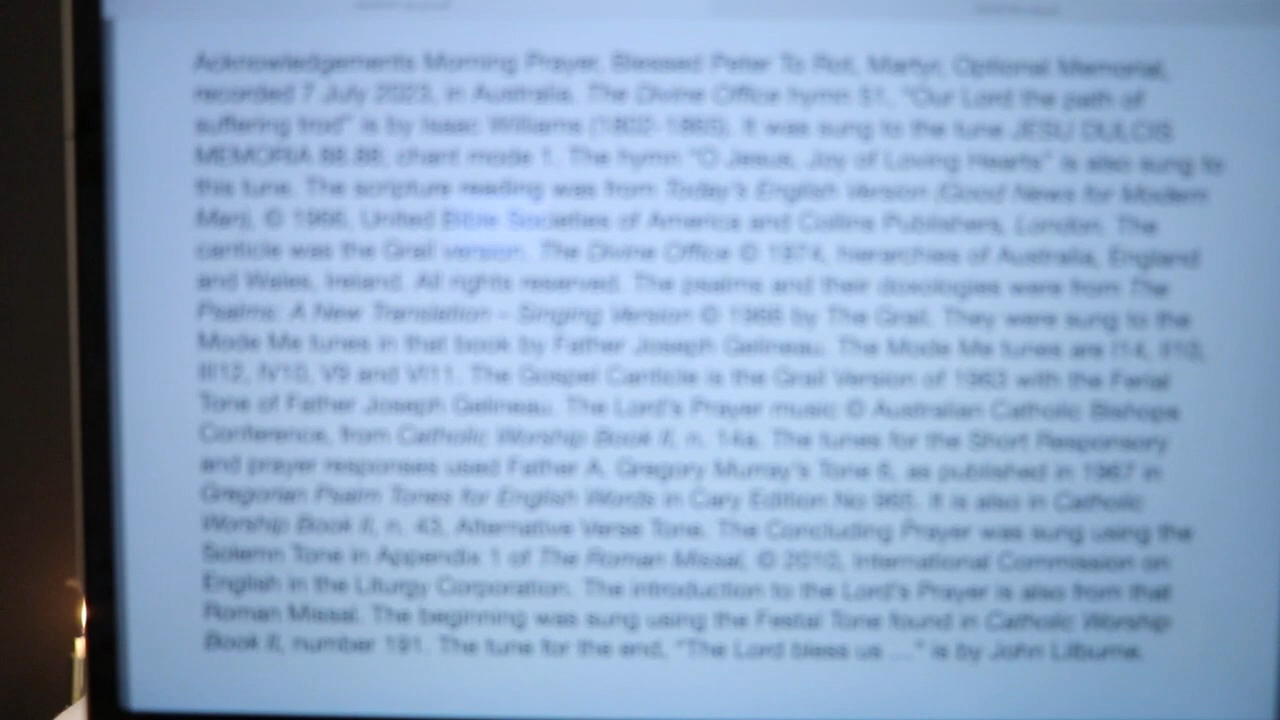 Acknowledgements Morning Prayer, Blessed Peter To Rot, Martyr, Optional Memorial,
recorded 7 July 2023, in Australia. The Divine Office hymn 51, "Our Lord the path of
suffering trod" is by Isaac Williams (1802-1865). It was sung to the tune JESU DULCIS
MEMORIA 88.88; chant mode 1. The hymn "O Jesus, Joy of Loving Hearts" is also sung to
this tune. The scripture reading was from Today's English Version (Good News for Modern
Man), © 1966, United Bible Societies of America and Collins Publishers, London. The
canticle was the Grail version. The Divine Office © 1974, hierarchies of Australia, England
and Wales, Ireland. All rights reserved. The psalms and their doxologies were from The
Psalms: A New Translation – Singing Version © 1966 by The Grail. They were sung to the
Mode Me tunes in that book by Father Joseph Gelineau. The Mode Me tunes are I14, II10,
III12, IV10, V9 and VI11. The Gospel Canticle is the Grail Version of 1963 with the Ferial
Tone of Father Joseph Gelineau. The Lord's Prayer music © Australian Catholic Bishops
Conference, from Catholic Worship Book II, n. 14a. The tunes for the Short Responsory
and prayer responses used Father A. Gregory Murray's Tone 6, as published in 1967 in
Gregorian Psalm Tones for English Words in Cary Edition No 965. It is also in Catholic
Worship Book II, n. 43, Alternative Verse Tone. The Concluding Prayer was sung using the
Solemn Tone in Appendix 1 of The Roman Missal, © 2010, International Commission on
English in the Liturgy Corporation. The introduction to the Lord's Prayer is also from that
Roman Missal. The beginning was sung using the Festal Tone found in Catholic Worship
Book II, number 191. The tune for the end, "The Lord bless us ..." is by John Lilburne.